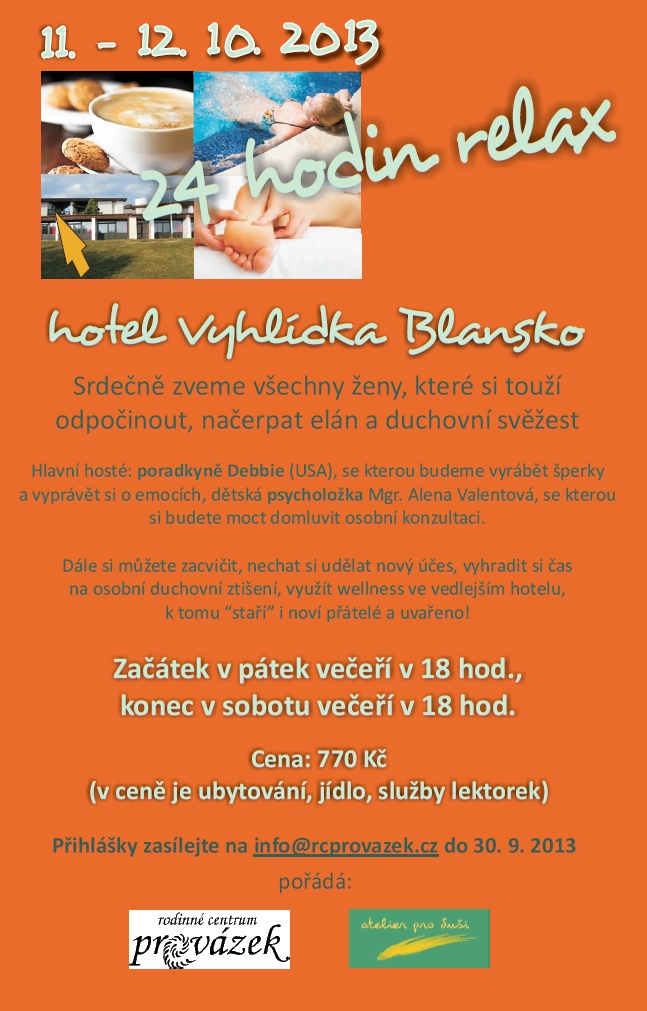 11. - 12. 10. 2013
24 hodin relax
hotel Vyhlídka Blansko
Srdečně zveme všechny ženy, které si touží
odpočinout, načerpat elán a duchovní svěžest
Hlavní hosté: poradkyně Debbie (USA), se kterou budeme vyrábět šperky
a vyprávět si o emocích, dětská psycholožka Mgr. Alena Valentová, se kterou
si budete moct domluvit osobní konzultaci.
Dále si můžete zacvičit, nechat si udělat nový účes, vyhradit si čas
na osobní duchovní ztišení, využít wellness ve vedlejším hotelu,
k tomu “staří” i noví přátelé a uvařeno!
Začátek v pátek večeří v 18 hod.,
konec v sobotu večeří v 18 hod.
Cena: 770 Kč
(v ceně je ubytování, jídlo, služby lektorek)
Přihlášky zasílejte na info@rcprovazek.cz do 30. 9. 2013
pořádá:
rodinné centrum
provázek
atelier pro duši